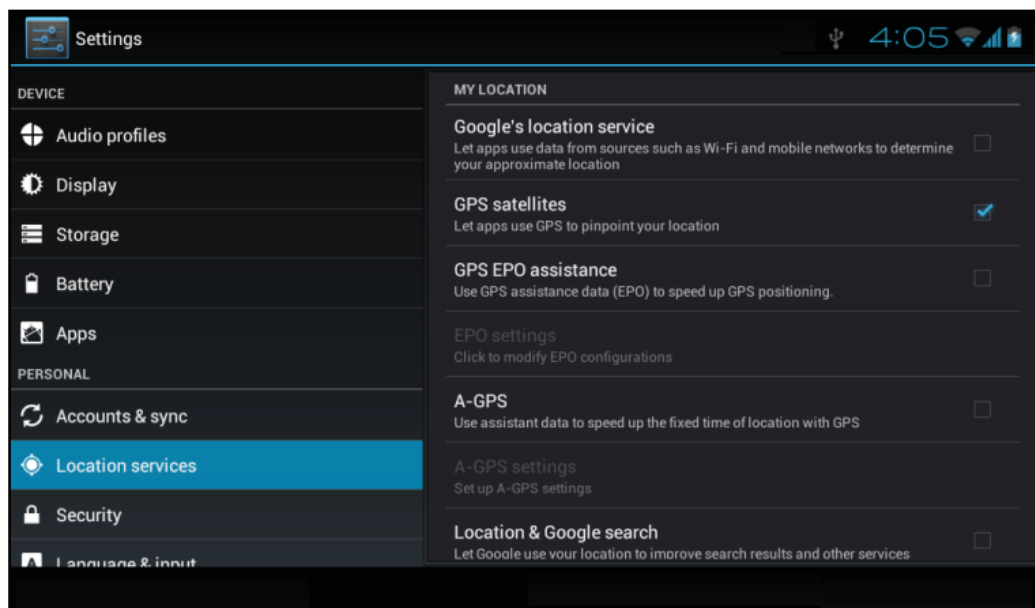 Settings
4:05
DEVICE
Audio profiles
Display
Storage
Battery
Apps
PERSONAL
Accounts & sync
Location services
Security
Language & input
MY LOCATION
Google's location service
Let apps use data from sources such as Wi-Fi and mobile networks to determine
your approximate location
GPS satellites
Let apps use GPS to pinpoint your location
GPS EPO assistance
Use GPS assistance data (EPO) to speed up GPS positioning.
EPO settings
Click to modify EPO configurations
A-GPS
Use assistant data to speed up the fixed time of location with GPS
A-GPS settings
Set up A-GPS settings
Location & Google search
Let Google use your location to improve search results and other services